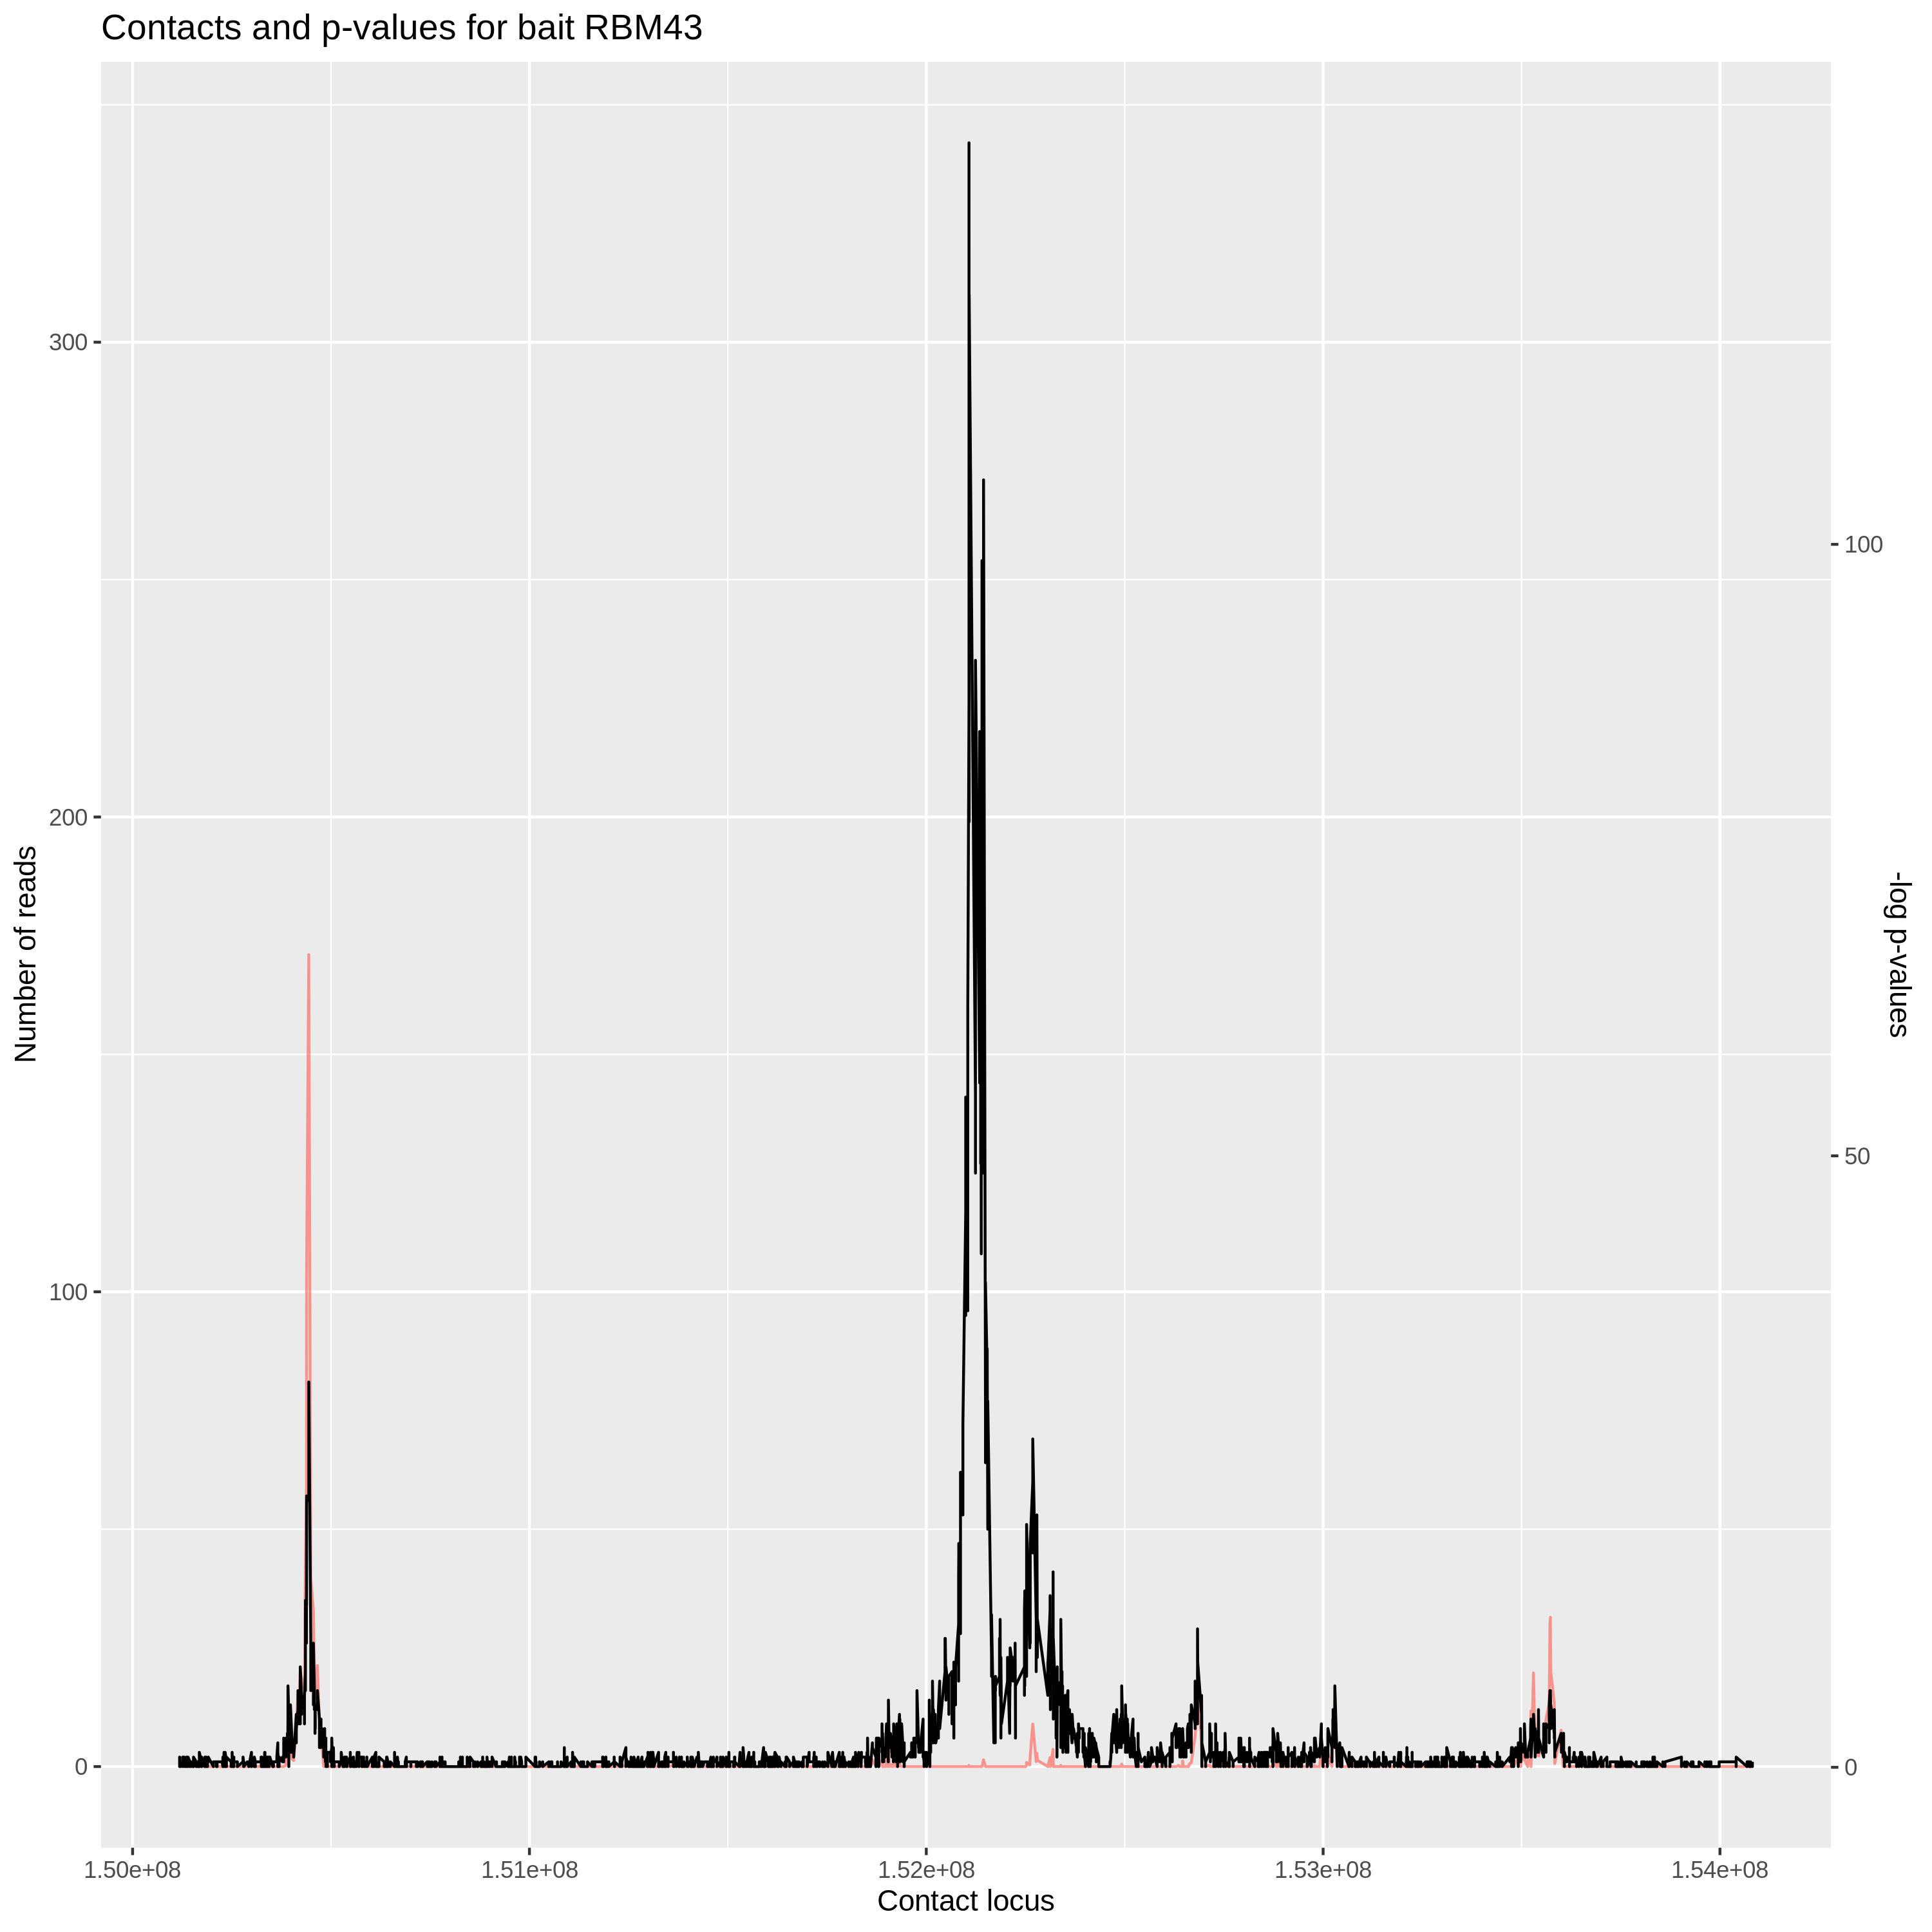 Contacts and p-values for bait RBM43
300
200
100
0
Number of reads
100
50
0
-log p-values
1.50e+08 1.51e+08 1.52e+08 1.53e+08 1.54e+08
Contact locus